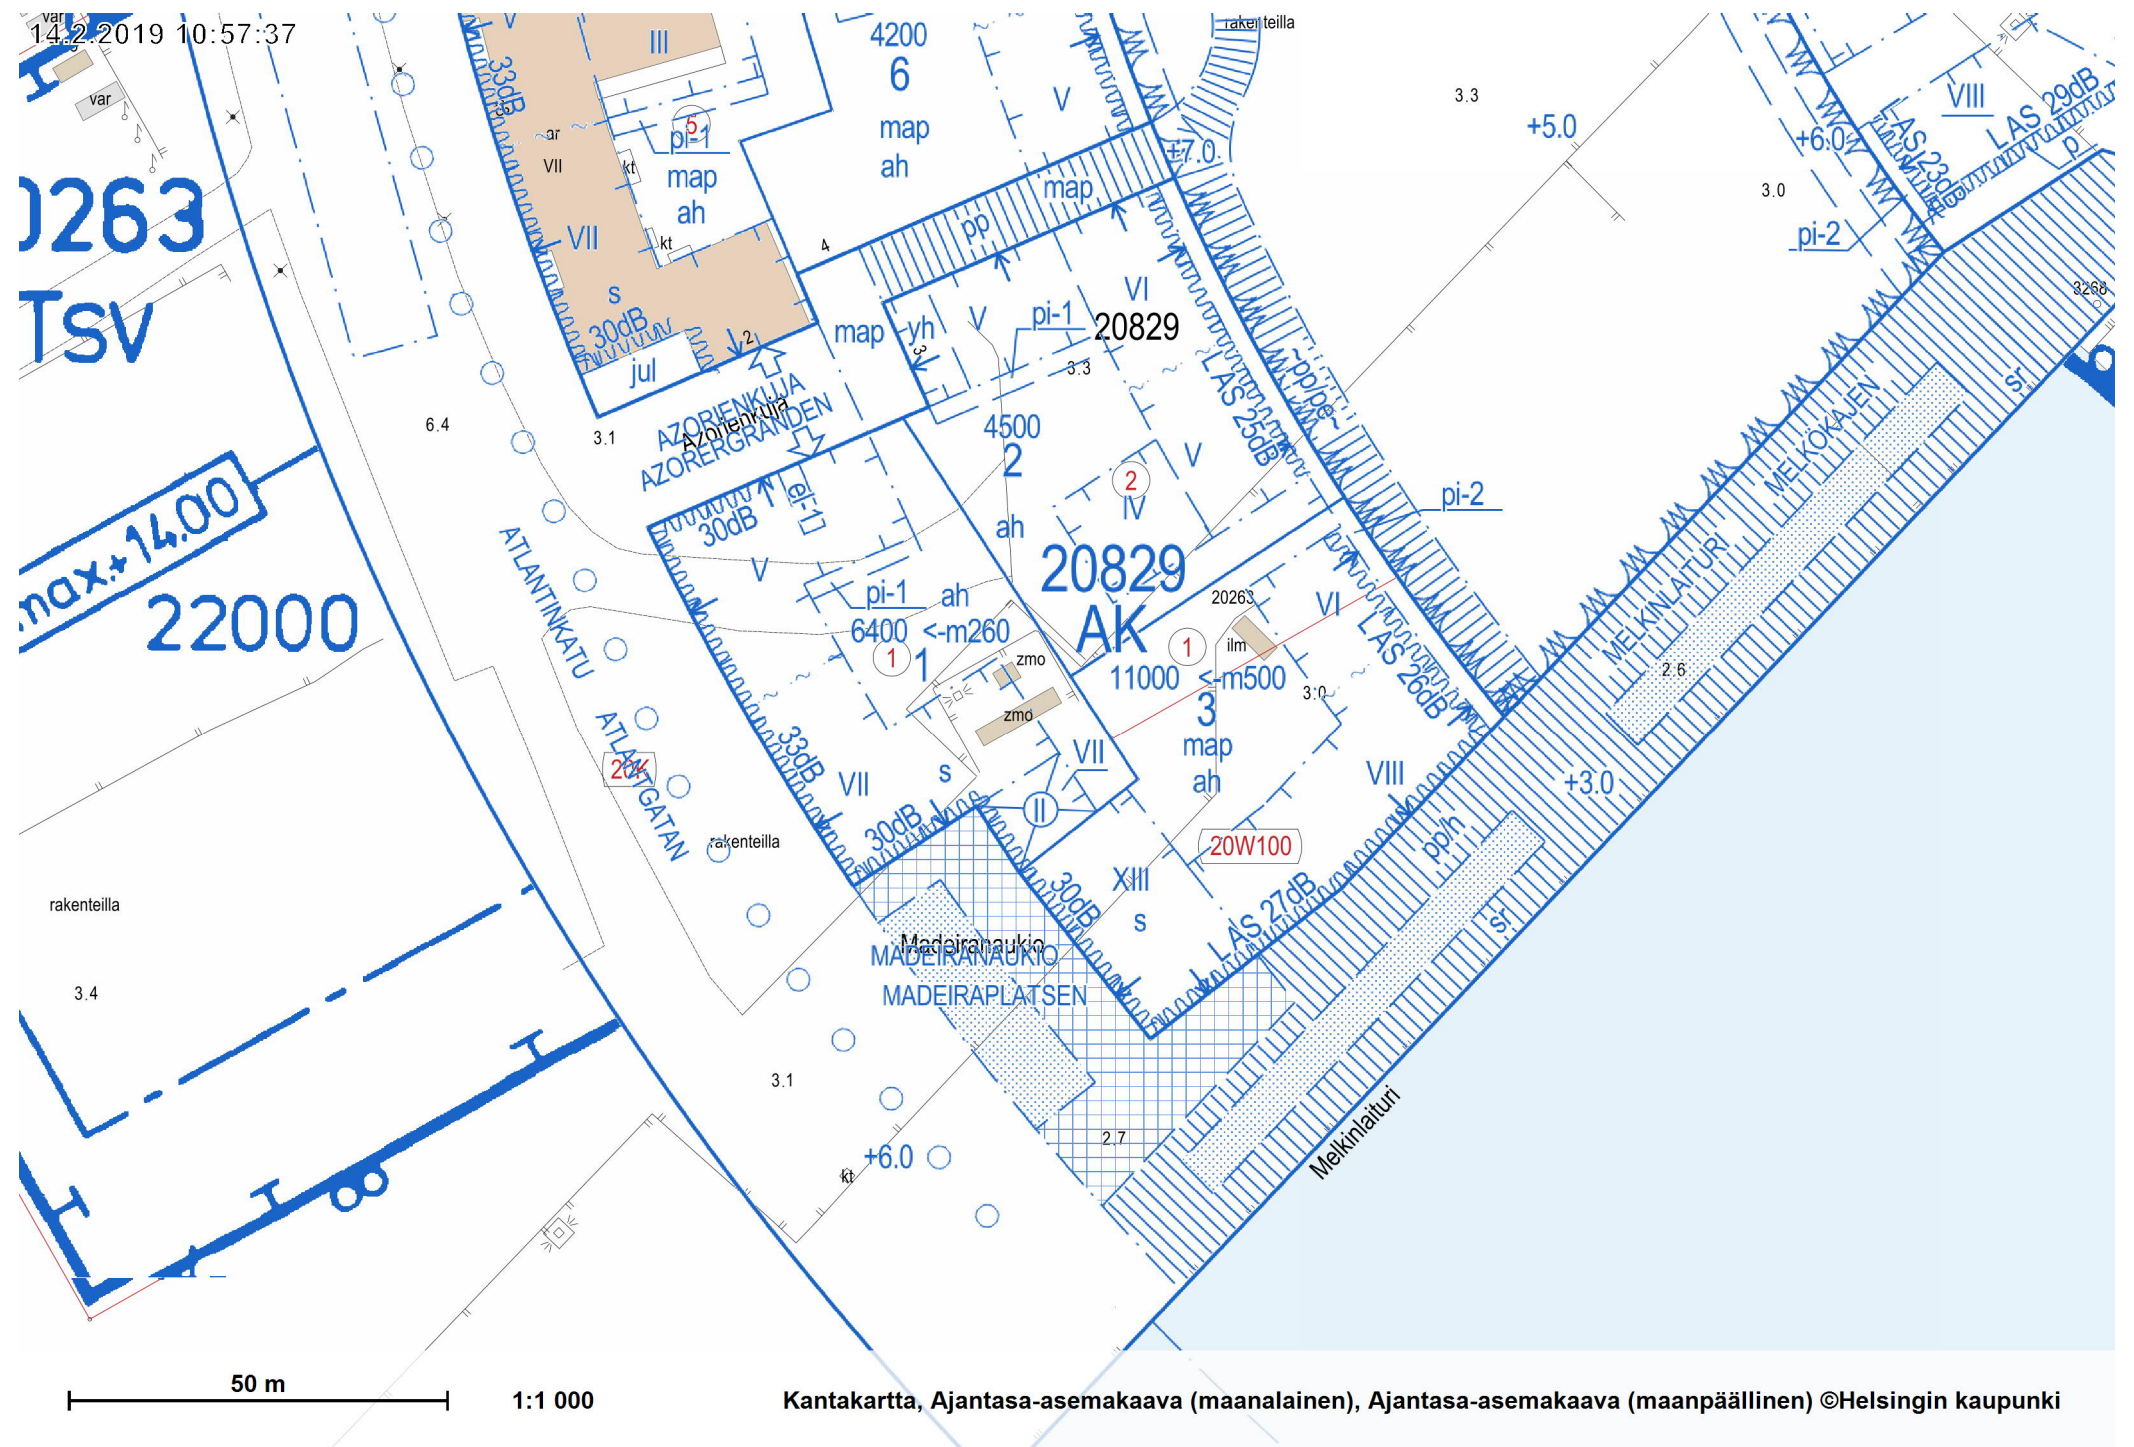 14.2.2019 10:57:37
var
var
0263
TSV
max.+14.00
22000
rakenteilla
3.4
6.4
3.1
V
III
33dB
VII
ar
VII
kt
5
pi-1
map
ah
kt
s
30dB
jul
2
4200
6
map
ah
V
4
pp
map
+7.0
rakenteilla
3.3
+5.0
VIII
LAS 29dB
+6.0
LAS 23dB
3.0
pi-2
3268
map
yh
3
V
pi-1
VI
20829
3.3
AZORIENKUJA
Azorienkuja
AZORERGRÄNDEN
4500
2
ah
2
IV
V
LAS 25dB
~pp/pe~
pi-2
30dB
V
pi-1
ah
6400 <-m260
1
1
20829
AK
20263
1
ilm
11000 <-m500
3
3.0
map
ah
VI
LAS 26dB
VIII
zmo
zmo
VII
II
33dB
VII
s
30dB
ATLANTINKATU
ATLANTGATAN
rakenteilla
20W100
XIII
s
30dB
LAS 27dB
Madeiranaukio
MADEIRANAUKIO
MADEIRAPLATSEN
MELKÖKAJEN
MELKINLAITURI
2.6
sr
+3.0
pp/h
sr
3.1
2.7
+6.0
kt
Melkinlaituri
50 m
1:1 000
Kantakartta, Ajantasa-asemakaava (maanalainen), Ajantasa-asemakaava (maanpäällinen) ©Helsingin kaupunki